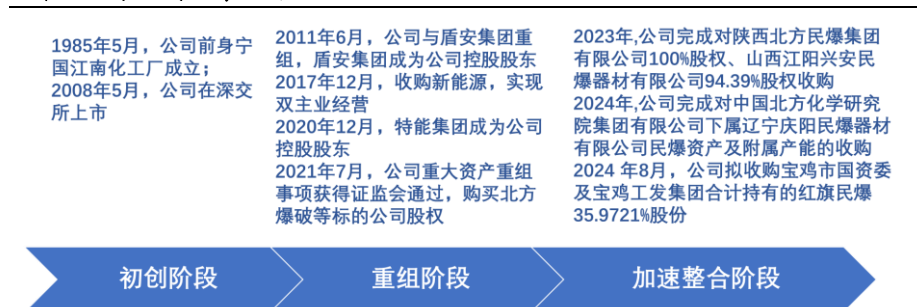 1985年5月，公司前身宁
国江南化工厂成立；
2008年5月，公司在深交
所上市
2011年6月，公司与盾安集团重
组，盾安集团成为公司控股股东
2017年12月，收购新能源，实现
双主业经营
2020年12月，特能集团成为公司
控股股东
2021年7月，公司重大资产重组
事项获得证监会通过，购买北方
爆破等标的公司股权
2023年,公司完成对陕西北方民爆集团
有限公司100%股权、山西江阳兴安民
爆器材有限公司94.39%股权收购
2024年,公司完成对中国北方化学研究
院集团有限公司下属辽宁庆阳民爆器材
有限公司民爆资产及附属产能的收购
2024 年8月，公司拟收购宝鸡市国资委
及宝鸡工发集团合计持有的红旗民爆
35.9721%股份
初创阶段
重组阶段
加速整合阶段